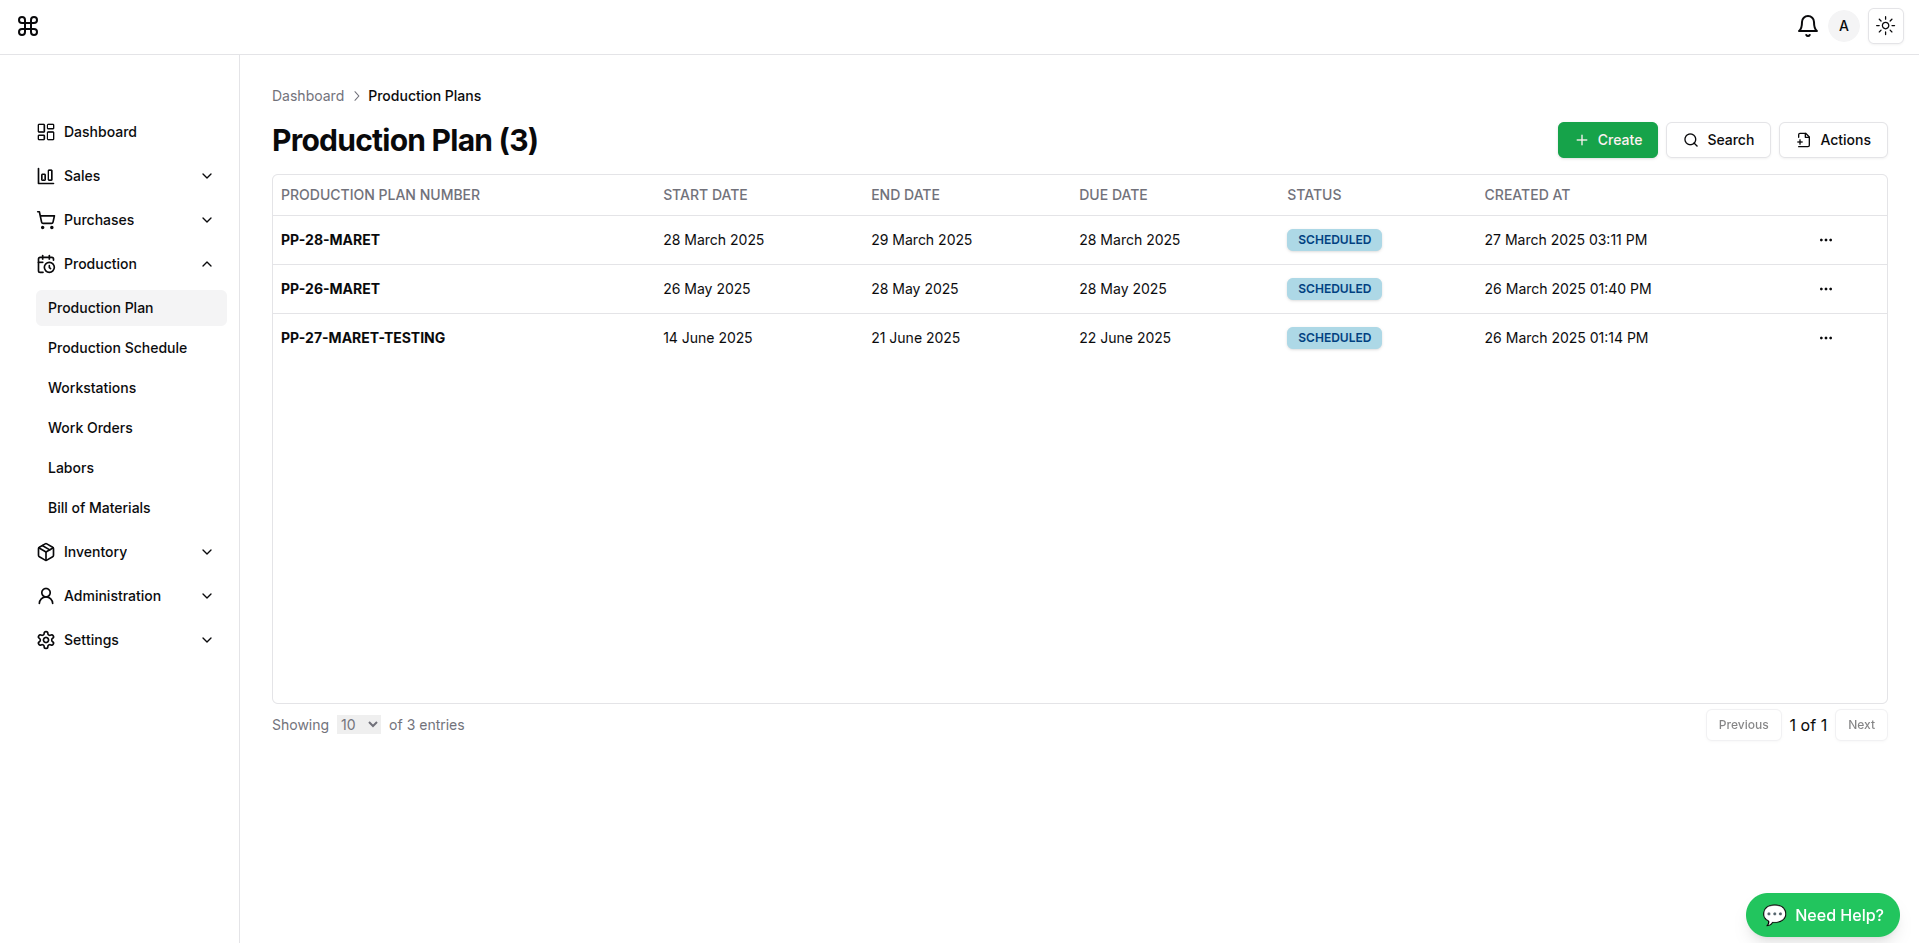 A
Dashboard
Sales
Purchases
Production
Production Plan
Production Schedule
Workstations
Work Orders
Labors
Bill of Materials
Inventory
Administration
Settings
Dashboard > Production Plans
Production Plan (3)
+ Create Search Actions
PRODUCTION PLAN NUMBER START DATE END DATE DUE DATE STATUS CREATED AT
PP-28-MARET 28 March 2025 29 March 2025 28 March 2025 SCHEDULED 27 March 2025 03:11 PM
PP-26-MARET 26 May 2025 28 May 2025 28 May 2025 SCHEDULED 26 March 2025 01:40 PM
PP-27-MARET-TESTING 14 June 2025 21 June 2025 22 June 2025 SCHEDULED 26 March 2025 01:14 PM
Showing 10 of 3 entries
Previous 1 of 1 Next
Need Help?